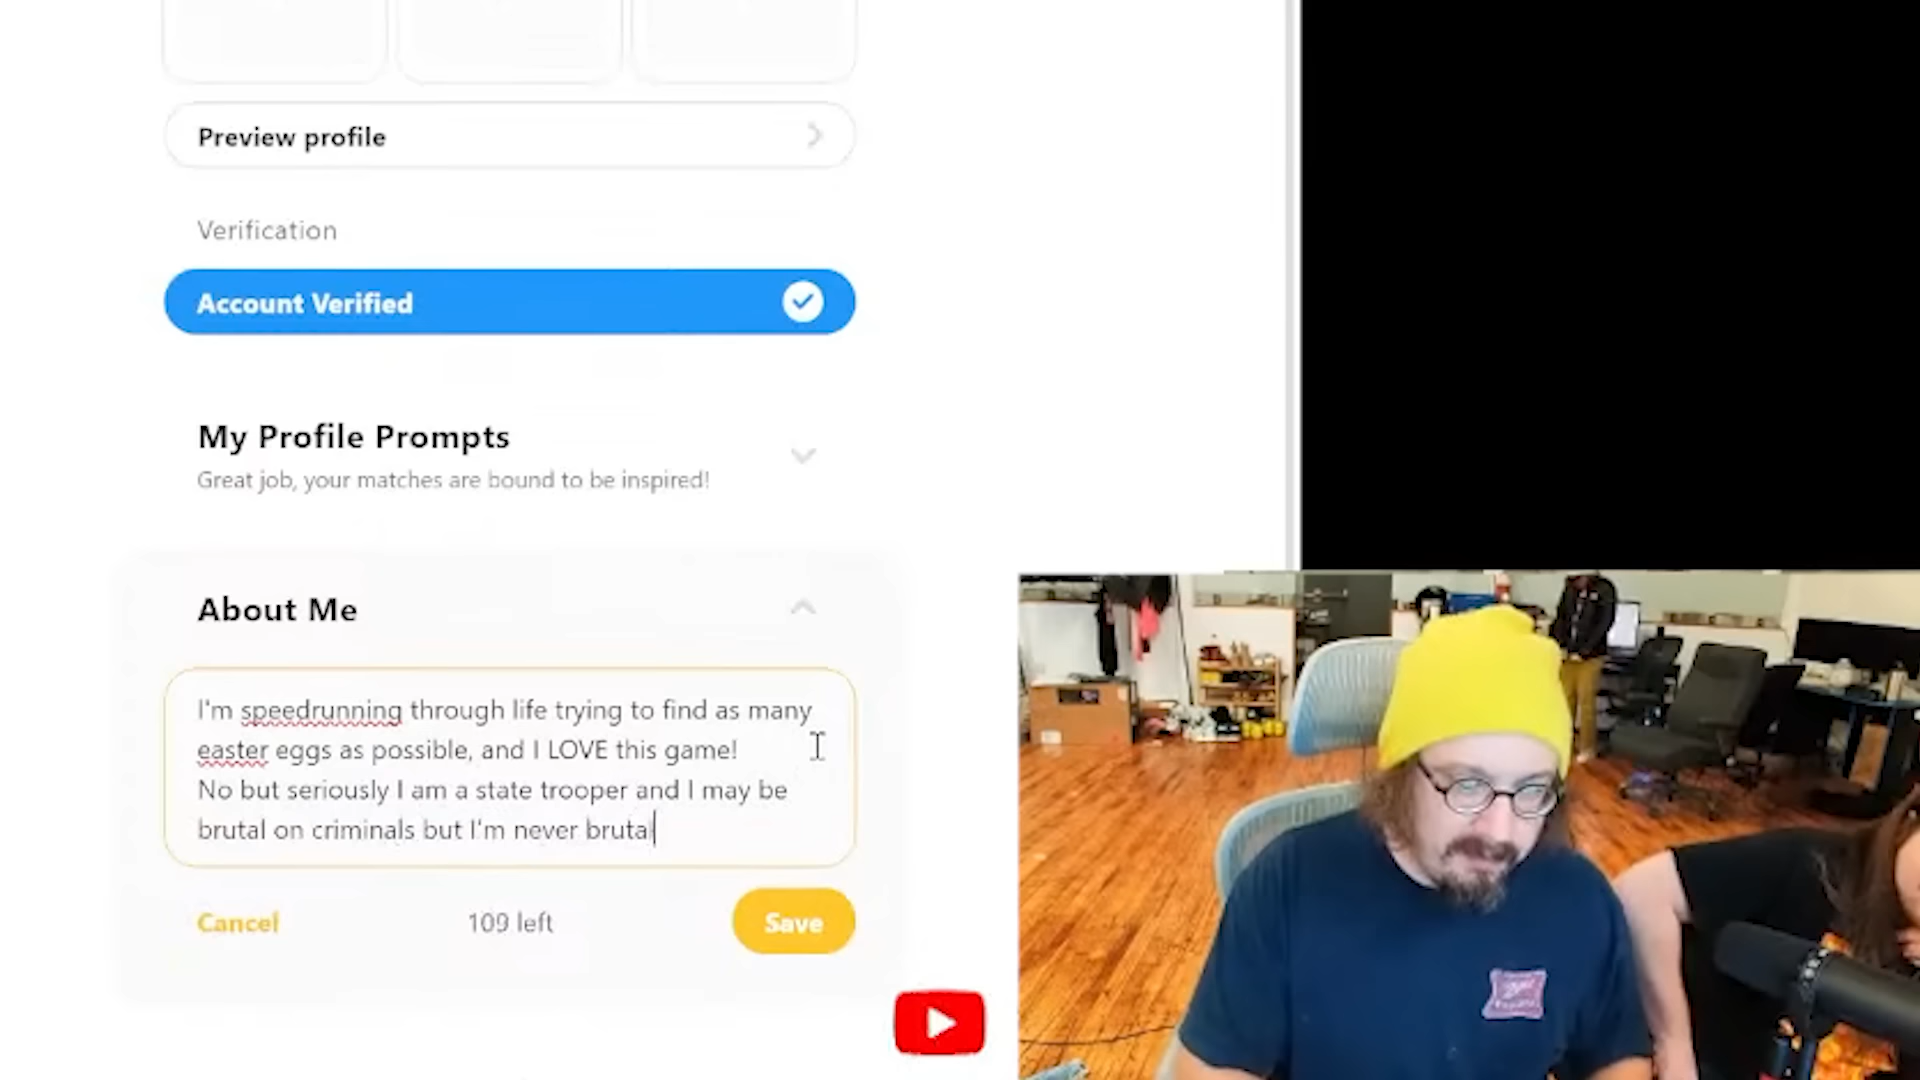 Preview profile
Verification
Account Verified
My Profile Prompts
Great job, your matches are bound to be inspired!
About Me
I'm speedrunning through life trying to find as many
easter eggs as possible, and I LOVE this game!
No but seriously I am a state trooper and I may be
brutal on criminals but I'm never brutal
Cancel
109 left
Save